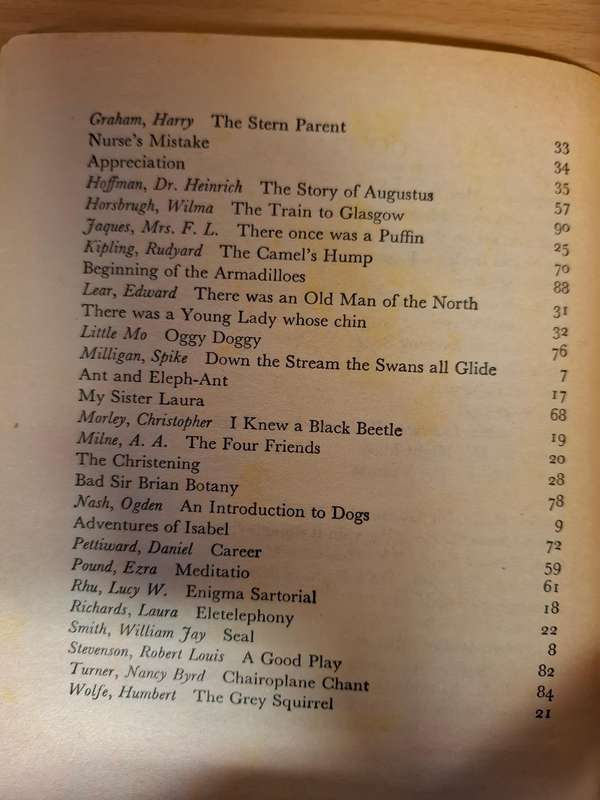 Graham, Harry The Stern Parent 33
Nurse's Mistake 34
Appreciation 35
Hoffman, Dr. Heinrich The Story of Augustus 57
Horsbrugh, Wilma The Train to Glasgow 90
Jaques, Mrs. F. L. There once was a Puffin 25
Kipling, Rudyard The Camel's Hump 70
Beginning of the Armadilloes 88
Lear, Edward There was an Old Man of the North 31
There was a Young Lady whose chin 32
Little Mo Oggy Doggy 76
Milligan, Spike Down the Stream the Swans all Glide 7
Ant and Eleph-Ant 17
My Sister Laura 68
Morley, Christopher I Knew a Black Beetle 19
Milne, A. A. The Four Friends 20
The Christening 28
Bad Sir Brian Botany 78
Nash, Ogden An Introduction to Dogs 9
Adventures of Isabel 72
Pettiward, Daniel Career 59
Pound, Ezra Meditatio 61
Rhu, Lucy W. Enigma Sartorial 18
Richards, Laura Eletelephony 22
Smith, William Jay Seal 8
Stevenson, Robert Louis A Good Play 82
Turner, Nancy Byrd Chairoplane Chant 84
Wolfe, Humbert The Grey Squirrel 21